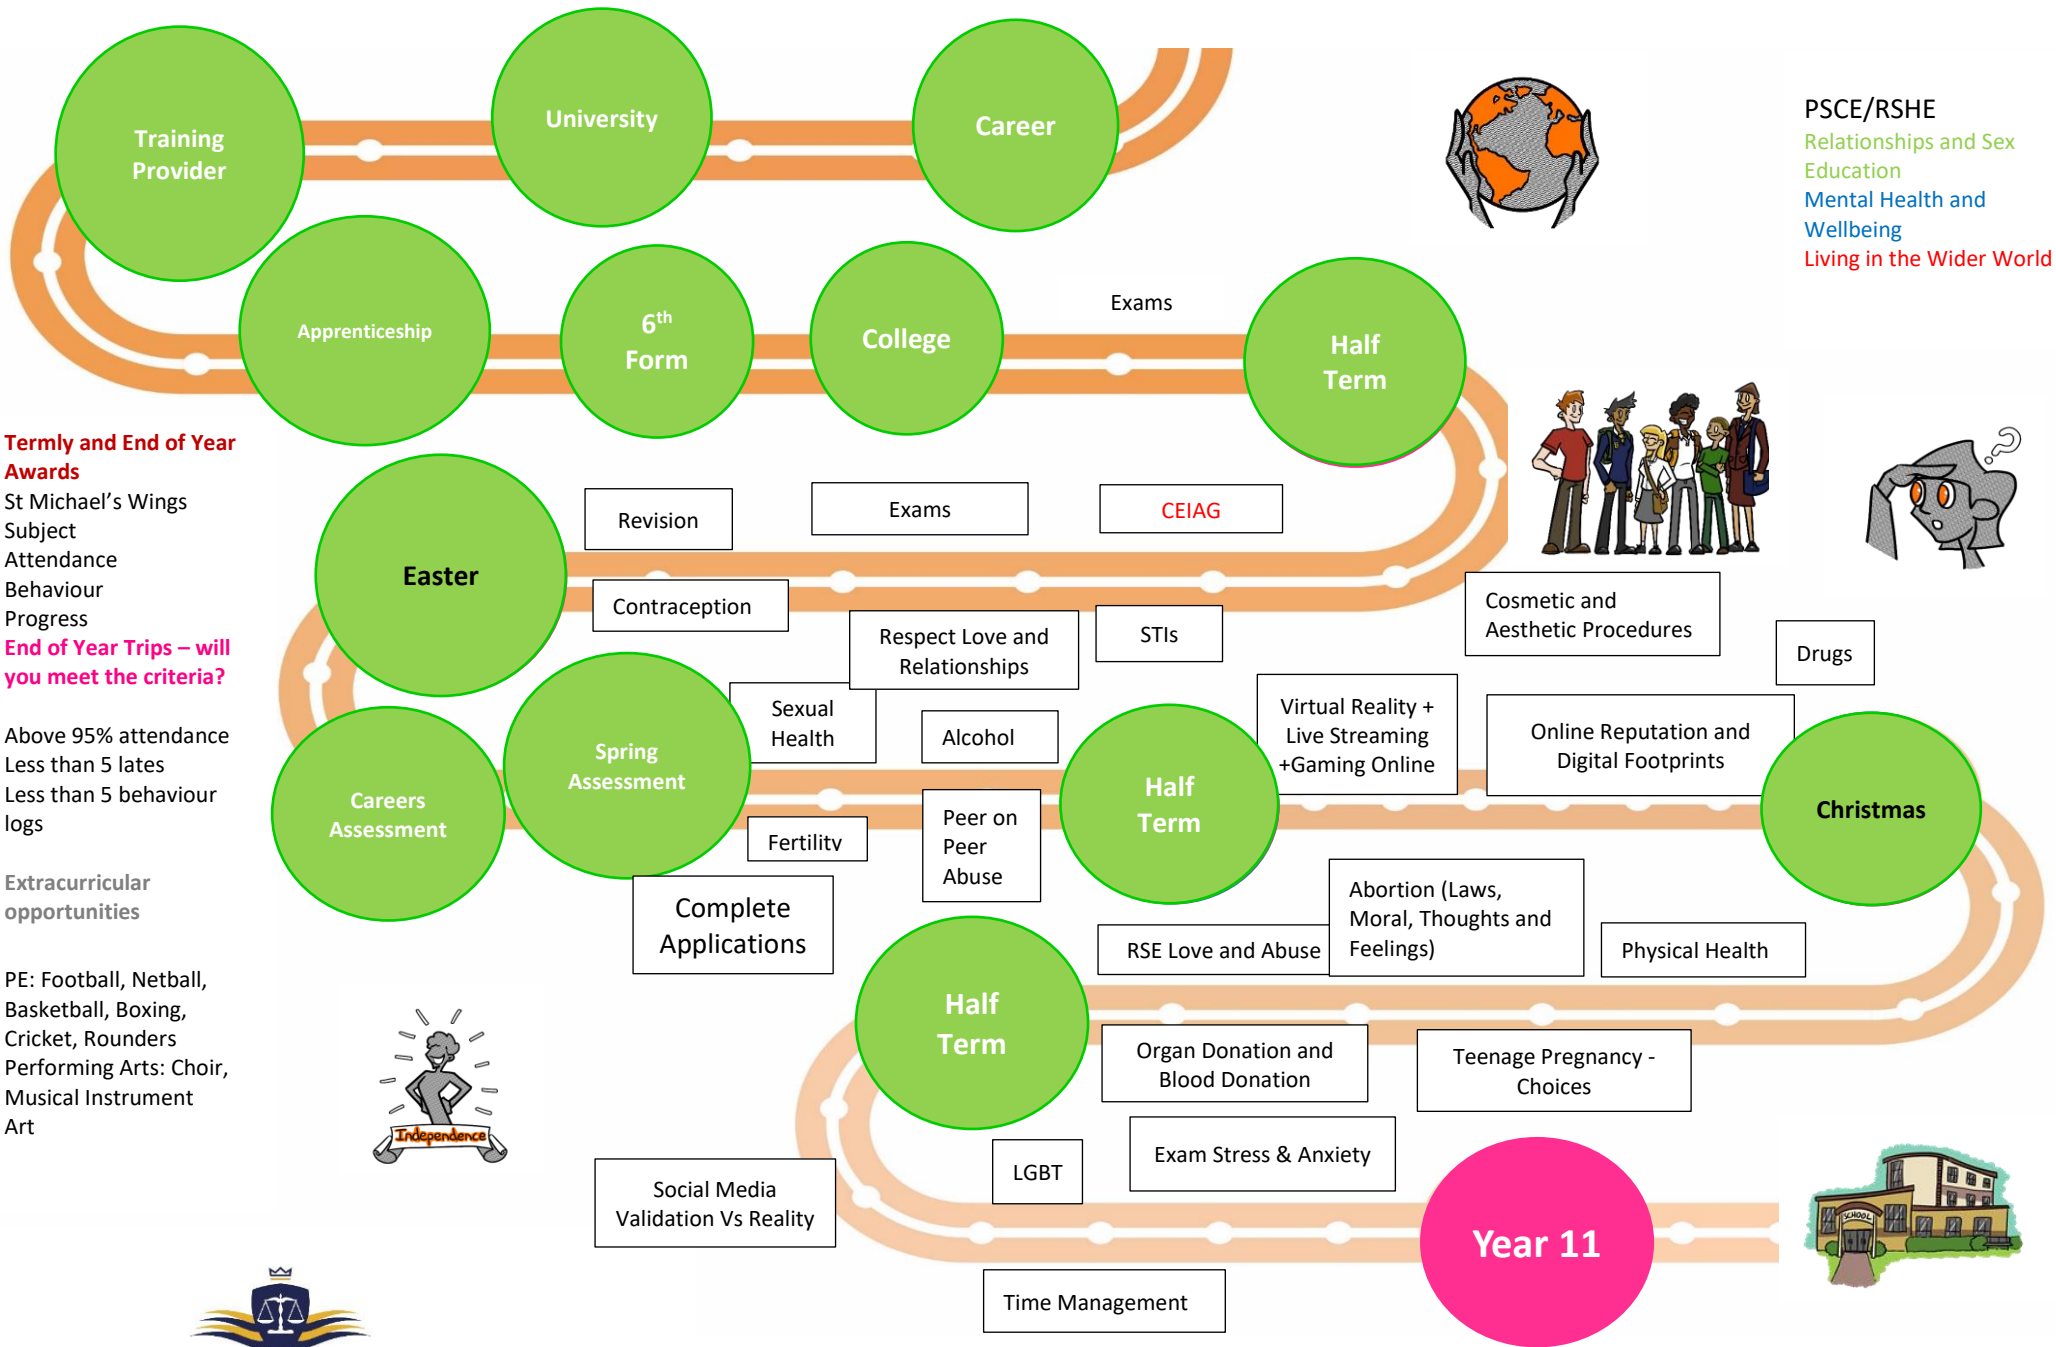 Training
Provider
University
Career
PSCE/RSHE
Relationships and Sex
Education
Mental Health and
Wellbeing
Living in the Wider World
Apprenticeship
6th
Form
College
Exams
Half
Term
Termly and End of Year
Awards
St Michael’s Wings
Subject
Attendance
Behaviour
Progress
End of Year Trips – will
you meet the criteria?
Above 95% attendance
Less than 5 lates
Less than 5 behaviour
logs
Extracurricular
opportunities
PE: Football, Netball,
Basketball, Boxing,
Cricket, Rounders
Performing Arts: Choir,
Musical Instrument
Art
Easter
Revision
Exams
CEIAG
?
Contraception
Respect Love and
Relationships
STIs
Cosmetic and
Aesthetic Procedures
Drugs
Careers
Assessment
Spring
Assessment
Sexual
Health
Alcohol
Half
Term
Virtual Reality +
Live Streaming
+Gaming Online
Online Reputation and
Digital Footprints
Christmas
Fertility
Peer on
Peer
Abuse
Complete
Applications
Half
Term
RSE Love and Abuse
Abortion (Laws,
Moral, Thoughts and
Feelings)
Physical Health
Organ Donation and
Blood Donation
Teenage Pregnancy -
Choices
Independence
Social Media
Validation Vs Reality
LGBT
Exam Stress & Anxiety
Year 11
SCHOOL
Time Management